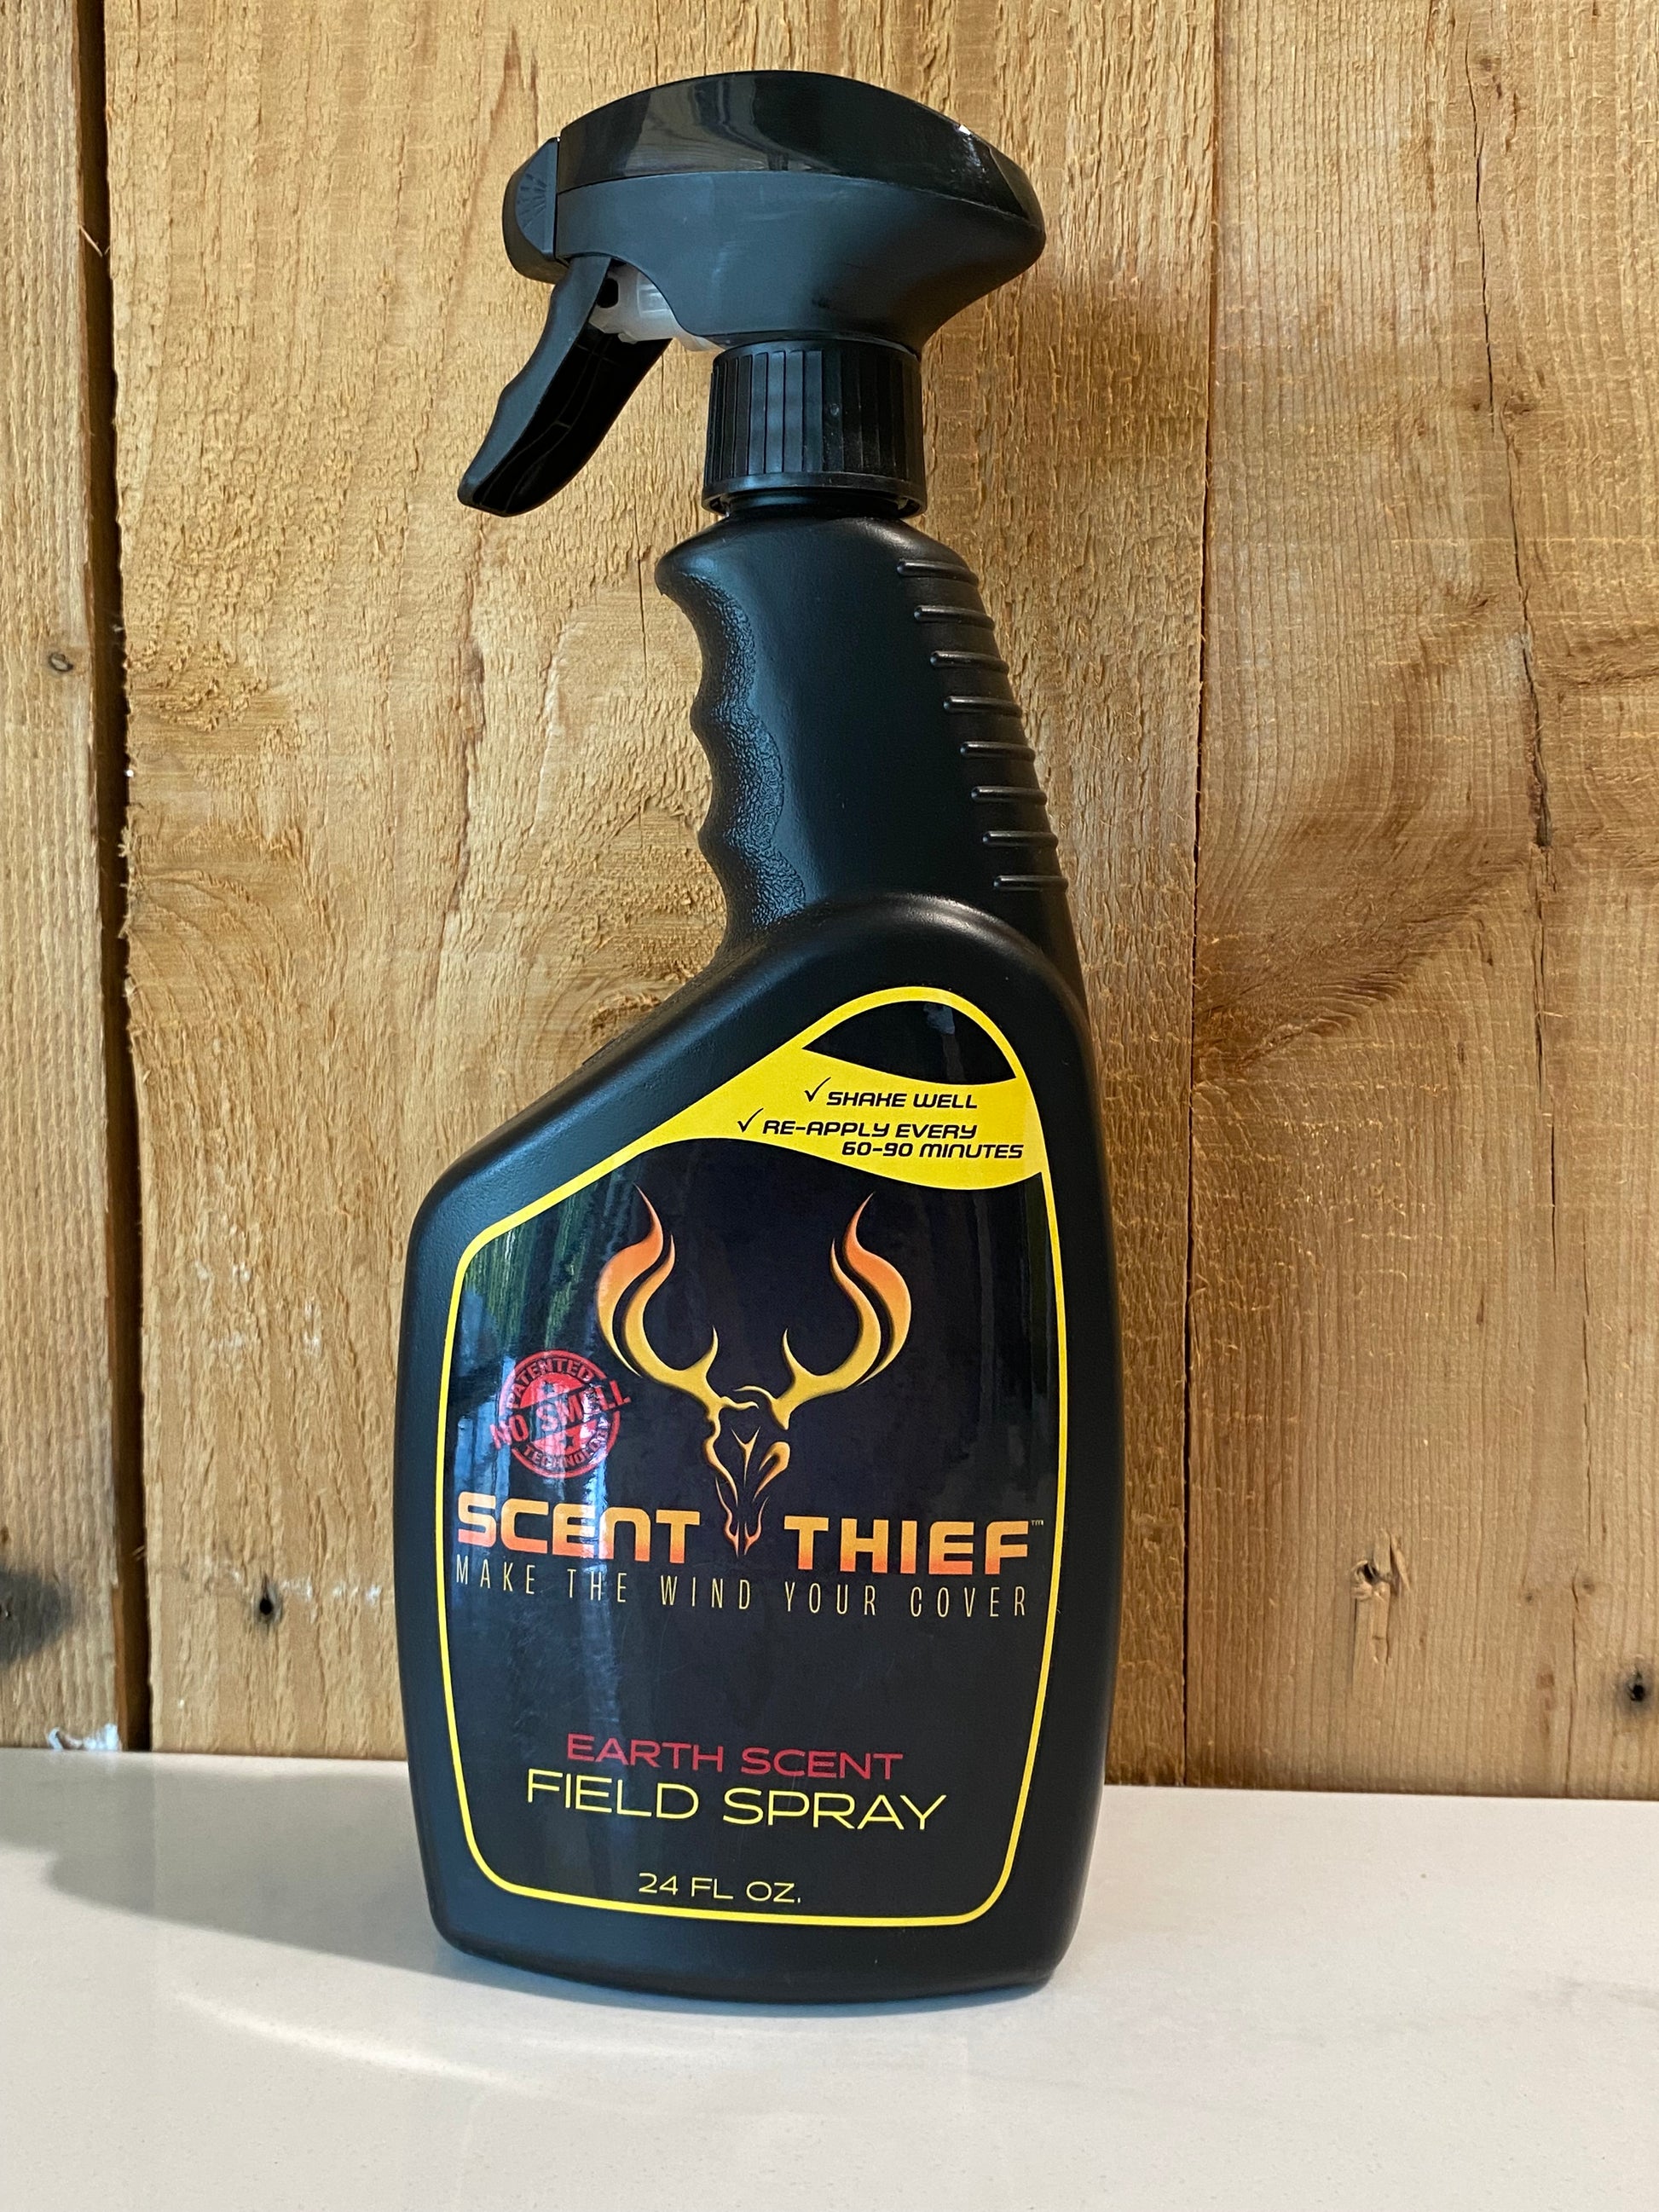 ✓ SHAKE WELL
✓ RE-APPLY EVERY
60-90 MINUTES
PATENTED
NO SMELL
TECHNOLOGY
SCENT THIEF™
MAKE THE WIND YOUR COVER
EARTH SCENT
FIELD SPRAY
24 FL OZ.